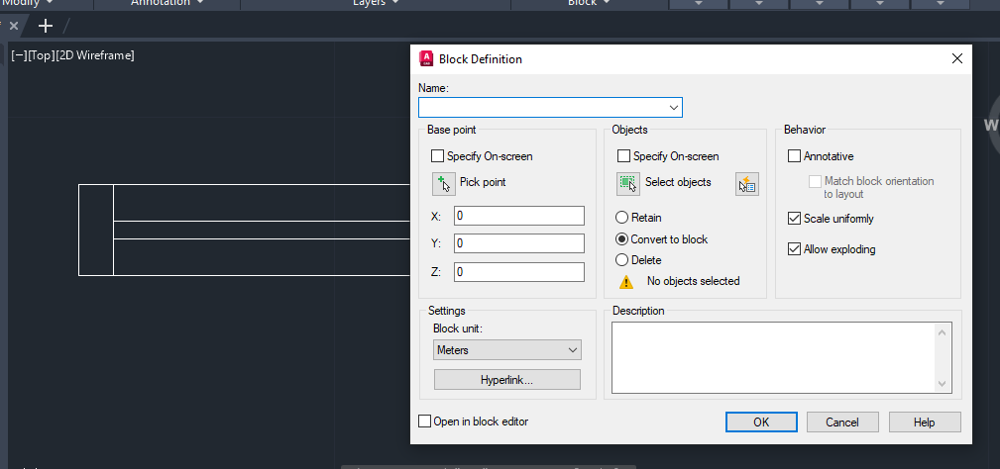 Modify Annotation Layers Block
[−][Top][2D Wireframe]
Block Definition
Name:
Base point
Specify On-screen
Pick point
X: 0
Y: 0
Z: 0
Objects
Specify On-screen
Select objects
Retain
Convert to block
Delete
No objects selected
Behavior
Annotative
Match block orientation
to layout
Scale uniformly
Allow exploding
Settings
Block unit:
Meters
Hyperlink...
Description
Open in block editor
OK Cancel Help